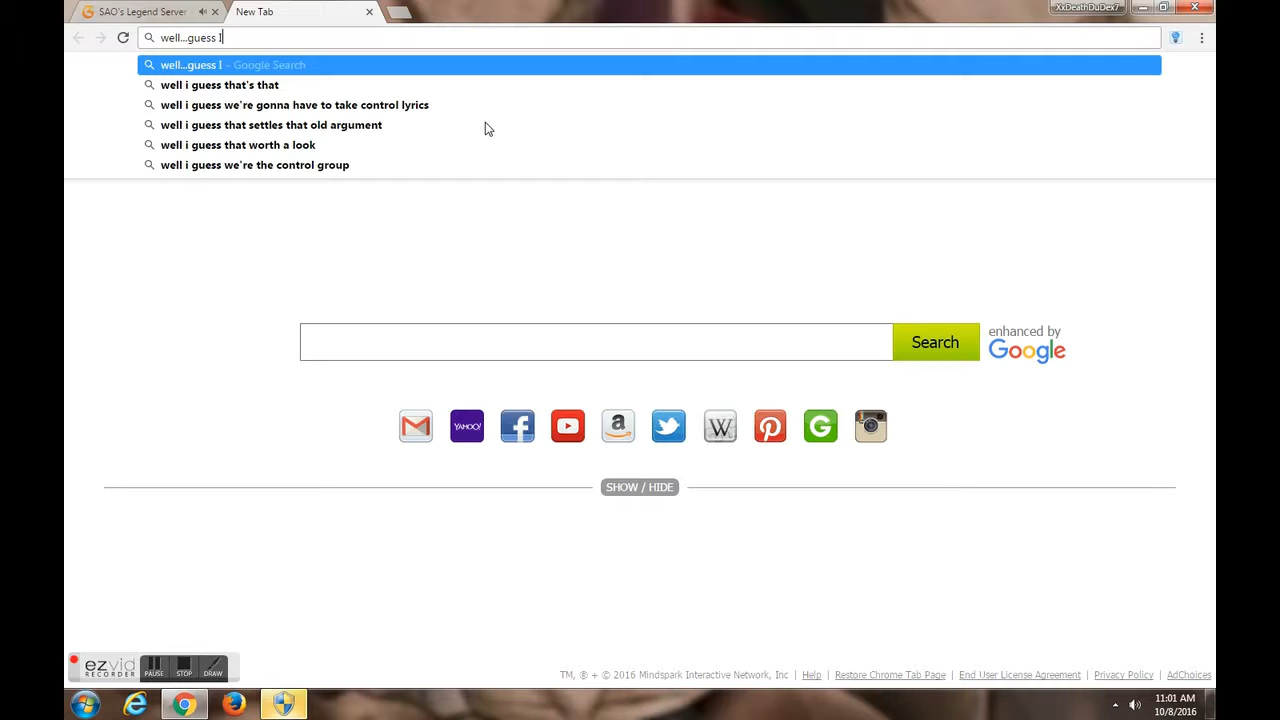 SAO's Legend Server
New Tab
XxDeathDuDex7
well...guess I
well...guess I - Google Search
well i guess that's that
well i guess we're gonna have to take control lyrics
well i guess that settles that old argument
well i guess that worth a look
well i guess we're the control group
Search
enhanced by
Google
YAHOO!
a
W
G
SHOW / HIDE
ezvid
RECORDER
PAUSE
STOP
DRAW
TM, ® + © 2016 Mindspark Interactive Network, Inc | Help | Restore Chrome Tab Page | End User License Agreement | Privacy Policy | AdChoices
11:01 AM
10/8/2016